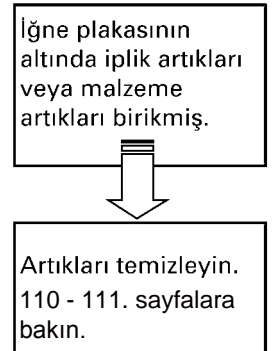 İğne plakasının
altında iplik artıkları
veya malzeme
artıkları birikmiş.
Artıkları temizleyin.
110 - 111. sayfalara
bakın.